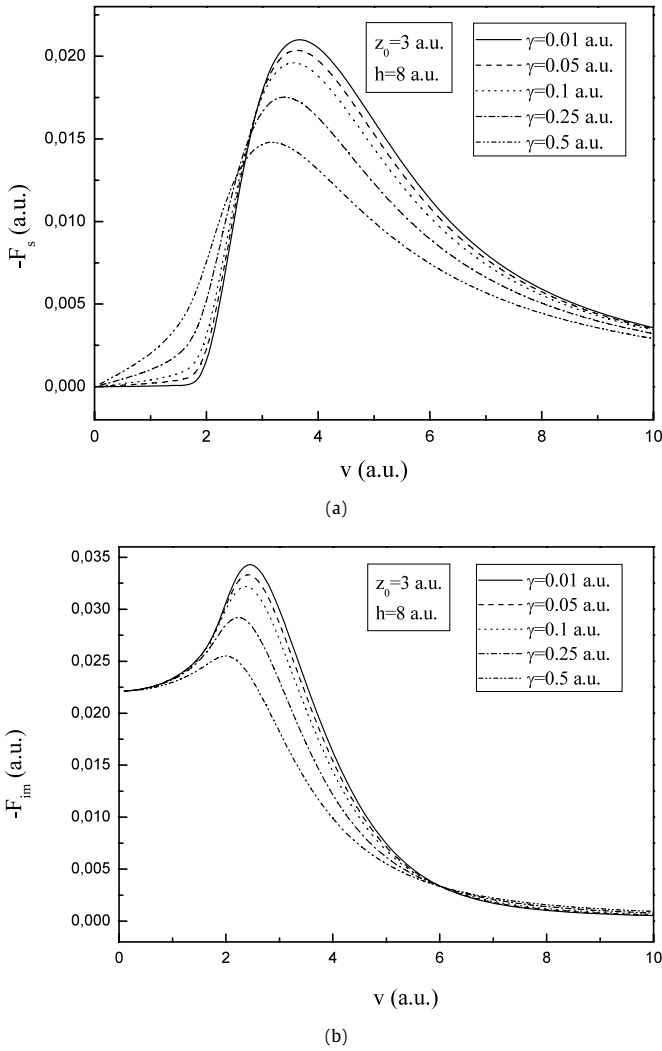 0,020
0,015
0,010
0,005
0,000
-F_s (a.u.)
z_0=3 a.u.
h=8 a.u.
γ=0.01 a.u.
γ=0.05 a.u.
γ=0.1 a.u.
γ=0.25 a.u.
γ=0.5 a.u.
0 2 4 6 8 10
v (a.u.)
(a)
0,035
0,030
0,025
0,020
0,015
0,010
0,005
0,000
-F_im (a.u.)
z_0=3 a.u.
h=8 a.u.
γ=0.01 a.u.
γ=0.05 a.u.
γ=0.1 a.u.
γ=0.25 a.u.
γ=0.5 a.u.
0 2 4 6 8 10
v (a.u.)
(b)